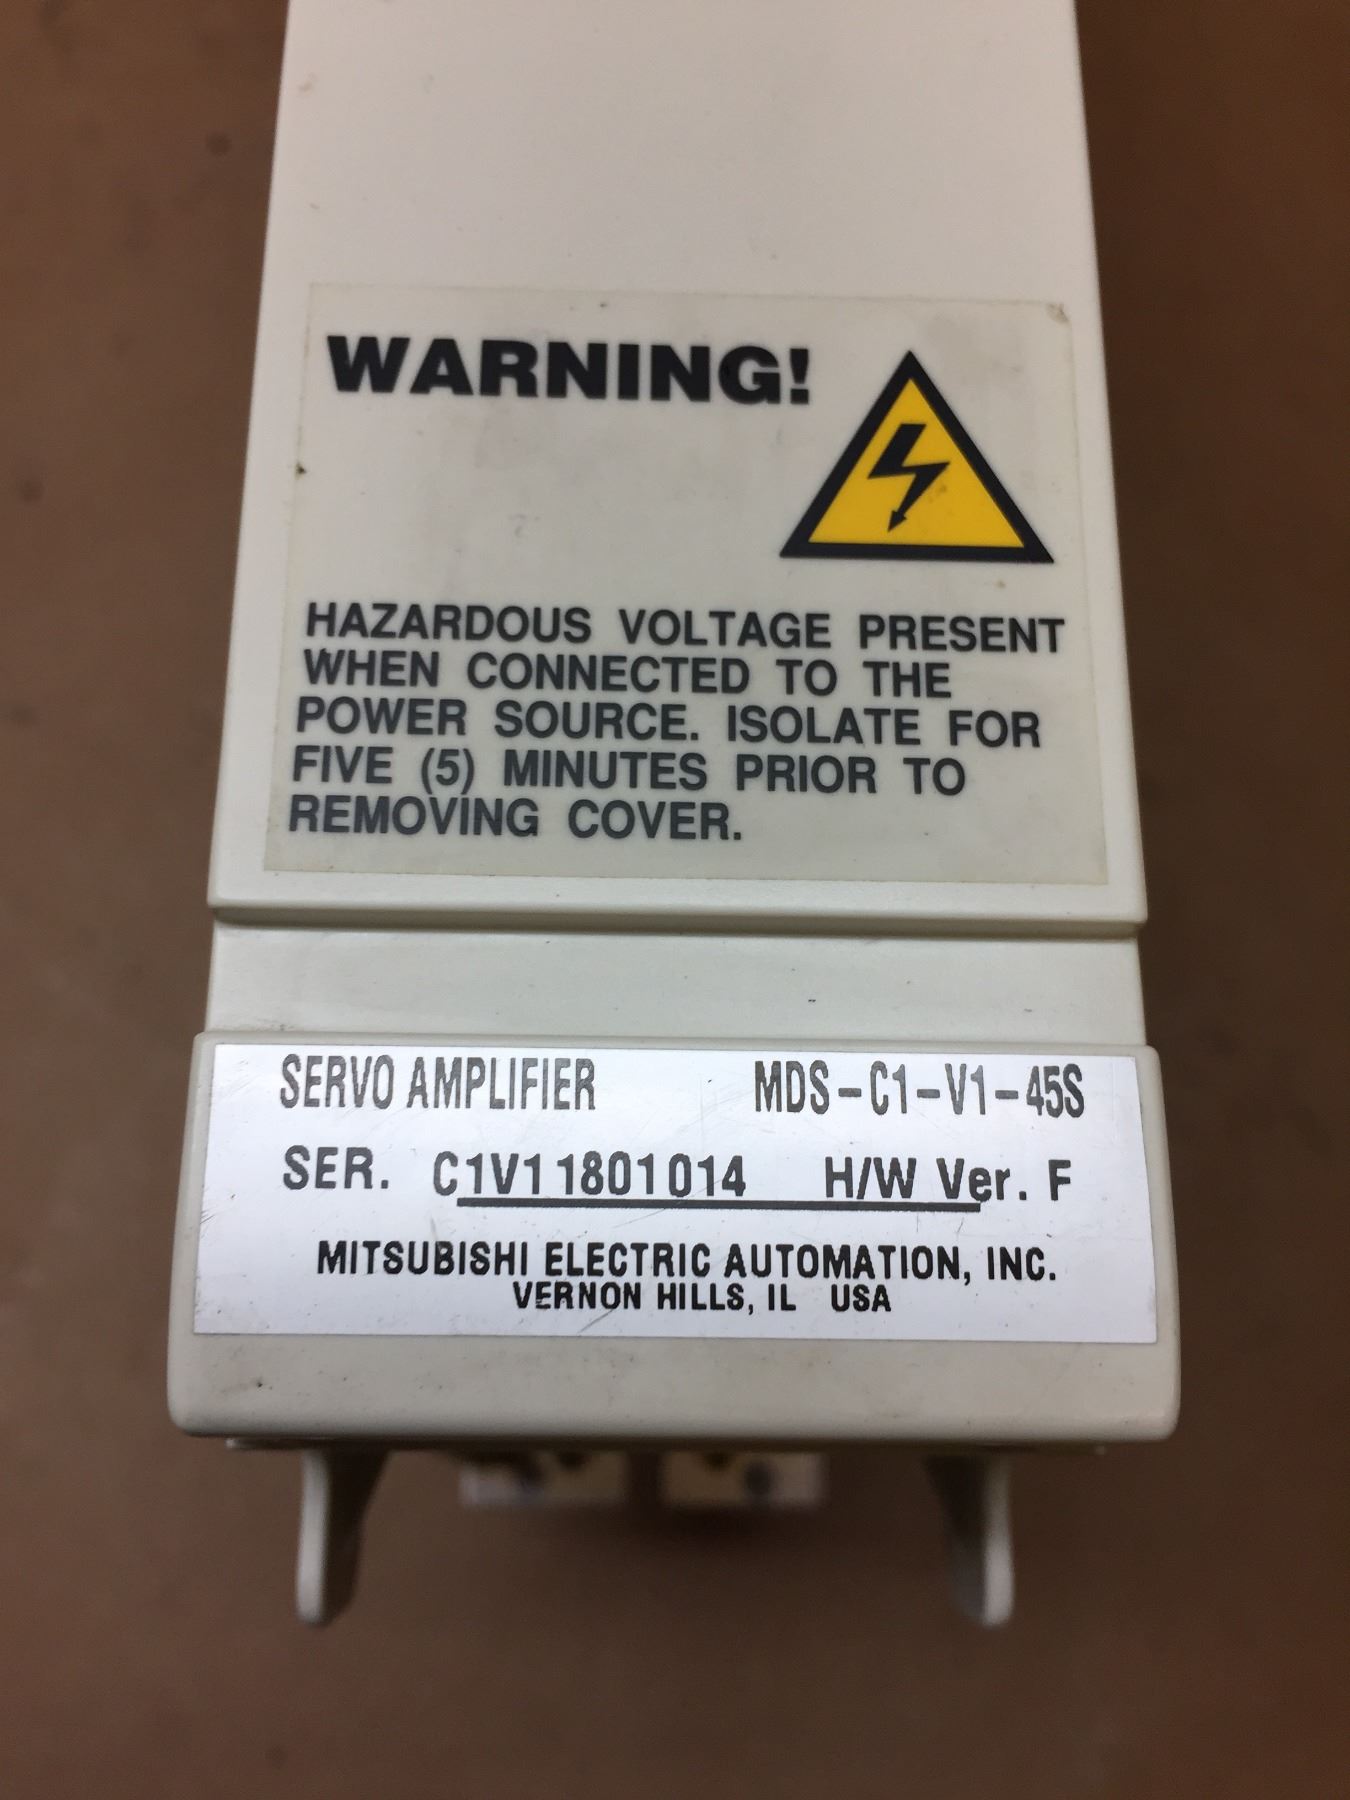 WARNING!
HAZARDOUS VOLTAGE PRESENT
WHEN CONNECTED TO THE
POWER SOURCE. ISOLATE FOR
FIVE (5) MINUTES PRIOR TO
REMOVING COVER.
SERVO AMPLIFIER MDS-C1-V1-45S
SER. C1V11801014 H/W Ver. F
MITSUBISHI ELECTRIC AUTOMATION, INC.
VERNON HILLS, IL USA